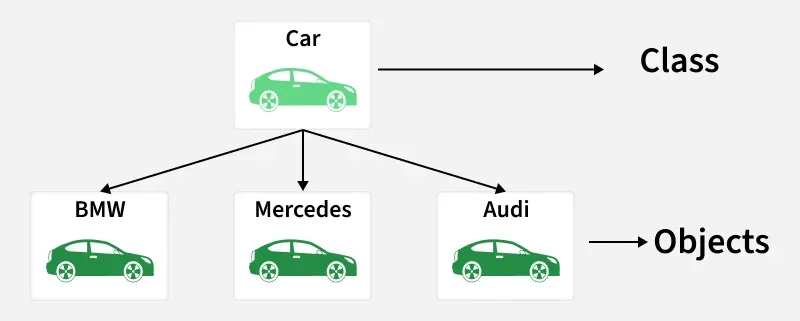 Car
Class
BMW
Mercedes
Audi
Objects